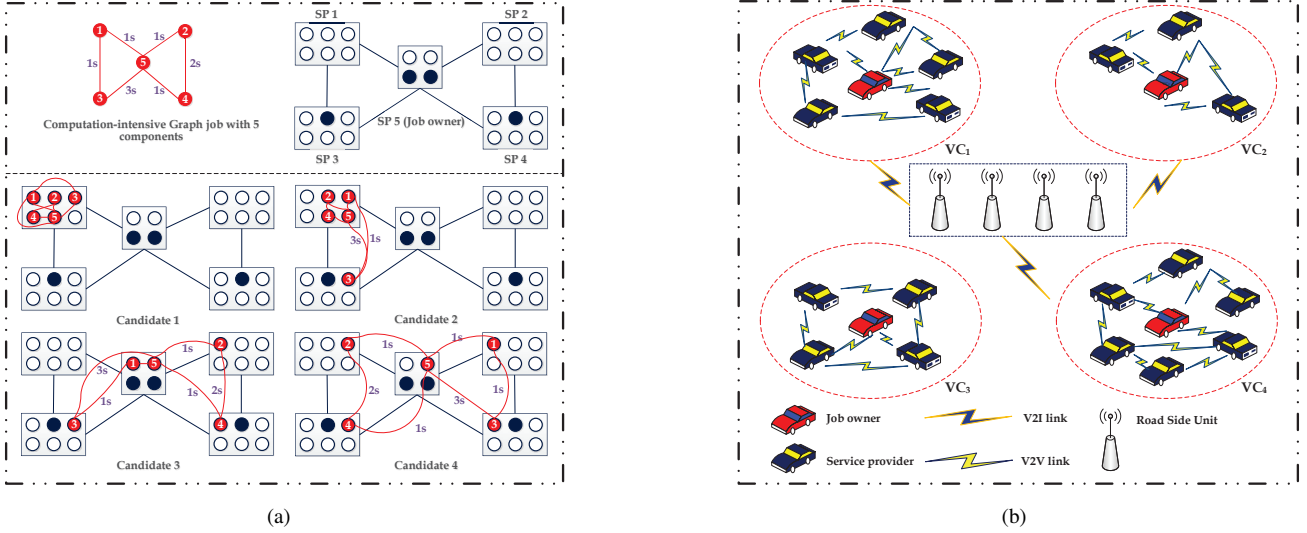 SP 1
SP 2
1
1s
1s
2
5
1s
2s
3
3s
1s
4
Computation-intensive Graph job with 5
components
SP 5 (Job owner)
SP 3
SP 4
1
2
3
4
5
Candidate 1
2
1
4
5
3s
1s
3
Candidate 2
1s
2
1
5
3s
1s
2s
1s
3
4
Candidate 3
2
1s
1s
1
5
2s
1s
3s
4
1s
3
Candidate 4
(a)
VC1
VC2
VC3
VC4
Job owner
V2I link
Road Side Unit
Service provider
V2V link
(b)